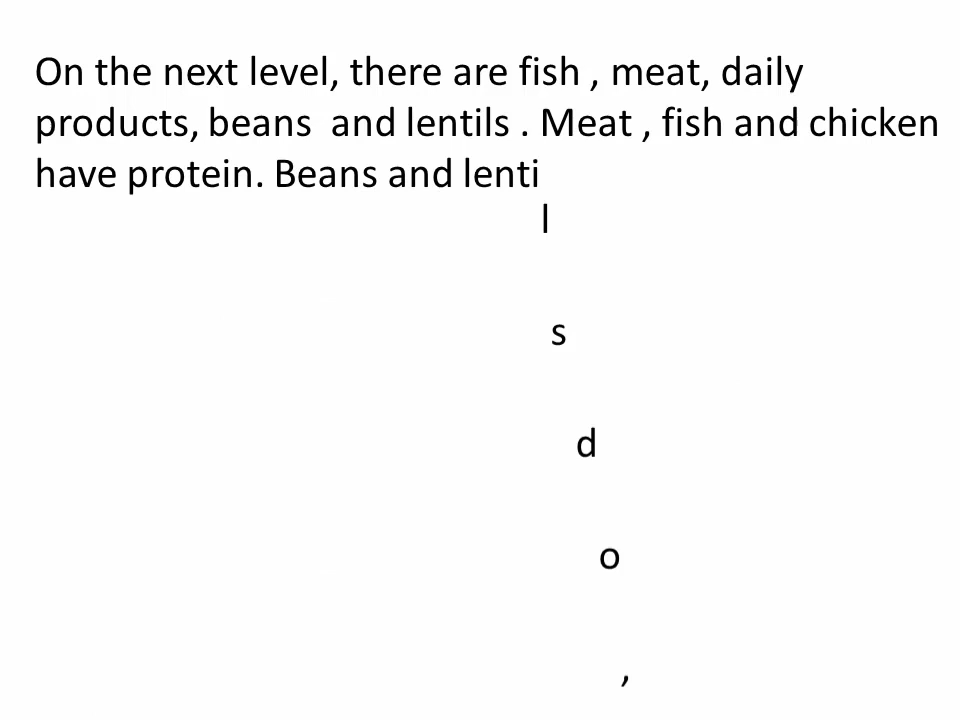 On the next level, there are fish , meat, daily
products, beans  and lentils . Meat , fish and chicken
have protein. Beans and lenti
l
s
d
o
,